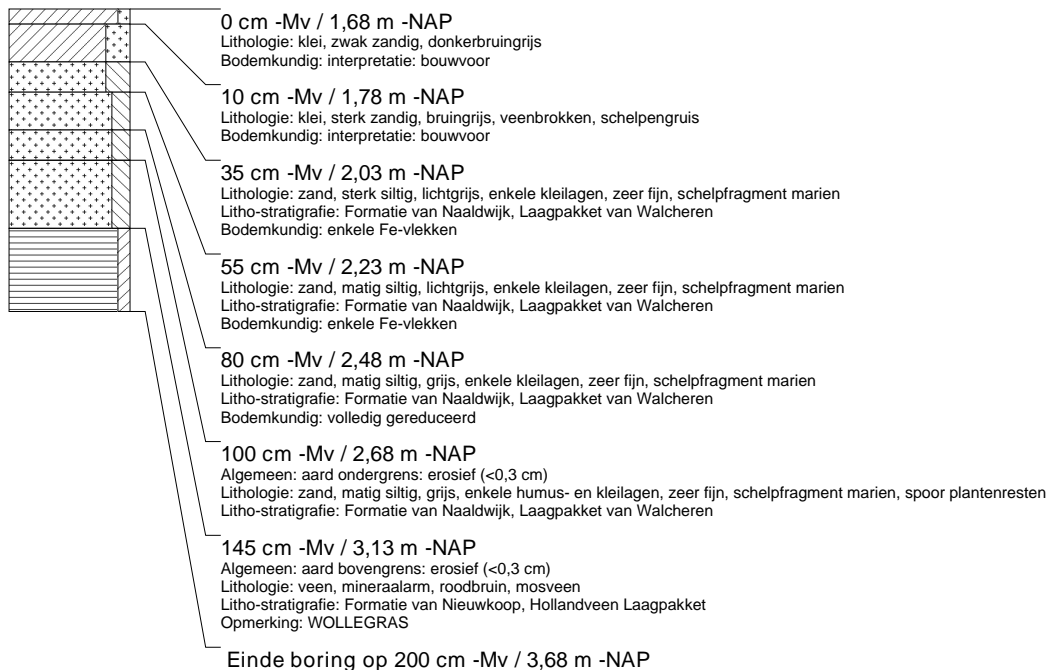 0 cm -Mv / 1,68 m -NAP
Lithologie: klei, zwak zandig, donkerbruingrijs
Bodemkundig: interpretatie: bouwvoor
10 cm -Mv / 1,78 m -NAP
Lithologie: klei, sterk zandig, bruingrijs, veenbrokken, schelpengruis
Bodemkundig: interpretatie: bouwvoor
35 cm -Mv / 2,03 m -NAP
Lithologie: zand, sterk siltig, lichtgrijs, enkele kleilagen, zeer fijn, schelpfragment marien
Litho-stratigrafie: Formatie van Naaldwijk, Laagpakket van Walcheren
Bodemkundig: enkele Fe-vlekken
55 cm -Mv / 2,23 m -NAP
Lithologie: zand, matig siltig, lichtgrijs, enkele kleilagen, zeer fijn, schelpfragment marien
Litho-stratigrafie: Formatie van Naaldwijk, Laagpakket van Walcheren
Bodemkundig: enkele Fe-vlekken
80 cm -Mv / 2,48 m -NAP
Lithologie: zand, matig siltig, grijs, enkele kleilagen, zeer fijn, schelpfragment marien
Litho-stratigrafie: Formatie van Naaldwijk, Laagpakket van Walcheren
Bodemkundig: volledig gereduceerd
100 cm -Mv / 2,68 m -NAP
Algemeen: aard ondergrens: erosief (<0,3 cm)
Lithologie: zand, matig siltig, grijs, enkele humus- en kleilagen, zeer fijn, schelpfragment marien, spoor plantenresten
Litho-stratigrafie: Formatie van Naaldwijk, Laagpakket van Walcheren
145 cm -Mv / 3,13 m -NAP
Algemeen: aard bovengrens: erosief (<0,3 cm)
Lithologie: veen, mineraalarm, roodbruin, mosveen
Litho-stratigrafie: Formatie van Nieuwkoop, Hollandveen Laagpakket
Opmerking: WOLLEGRAS
Einde boring op 200 cm -Mv / 3,68 m -NAP